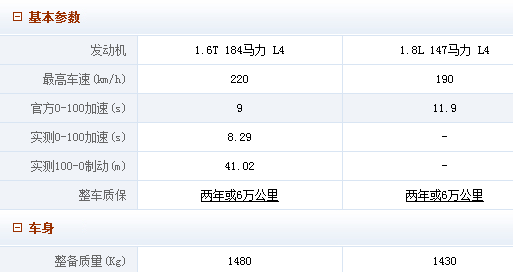 基本参数
发动机 1.6T 184马力 L4 1.8L 147马力 L4
最高车速(km/h) 220 190
官方0-100加速(s) 9 11.9
实测0-100加速(s) 8.29 -
实测100-0制动(m) 41.02 -
整车质保 两年或6万公里 两年或6万公里
车身
整备质量(Kg) 1480 1430